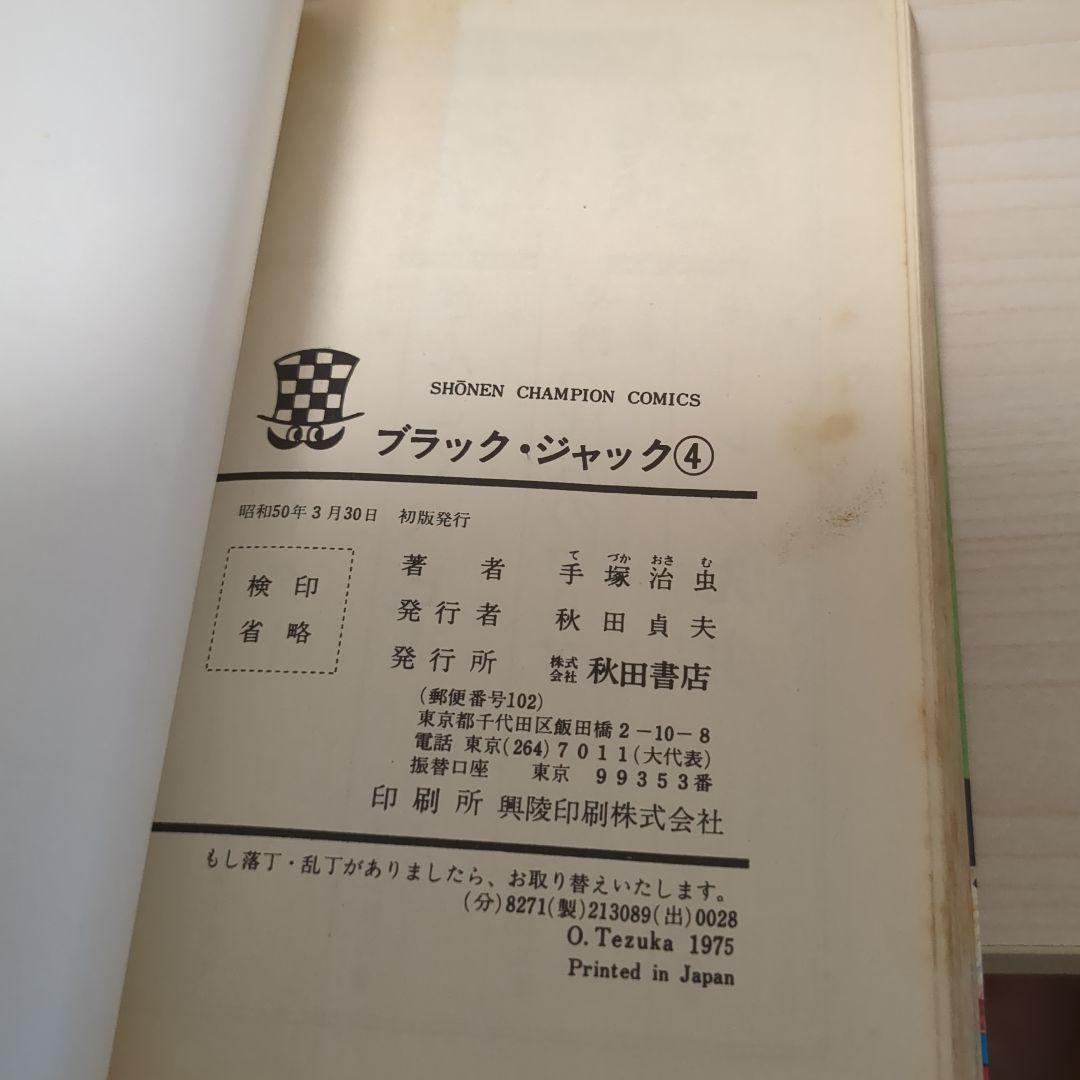 SHŌNEN CHAMPION COMICS
ブラック・ジャック④
昭和50年3月30日 初版発行
検印
省略
著者 手塚治虫
てづかおさむ
発行者 秋田貞夫
発行所 株式会社 秋田書店
(郵便番号102)
東京都千代田区飯田橋2-10-8
電話 東京(264)7011(大代表)
振替口座 東京 99353番
印刷所 興陵印刷株式会社
もし落丁・乱丁がありましたら、お取り替えいたします。
(分)8271(製)213089(出)0028
O. Tezuka 1975
Printed in Japan